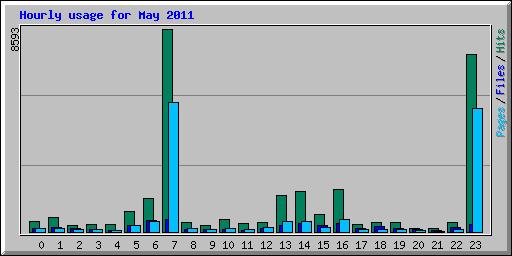 Hourly usage for May 2011
8593
Pages/Files/Hits
0 1 2 3 4 5 6 7 8 9 10 11 12 13 14 15 16 17 18 19 20 21 22 23